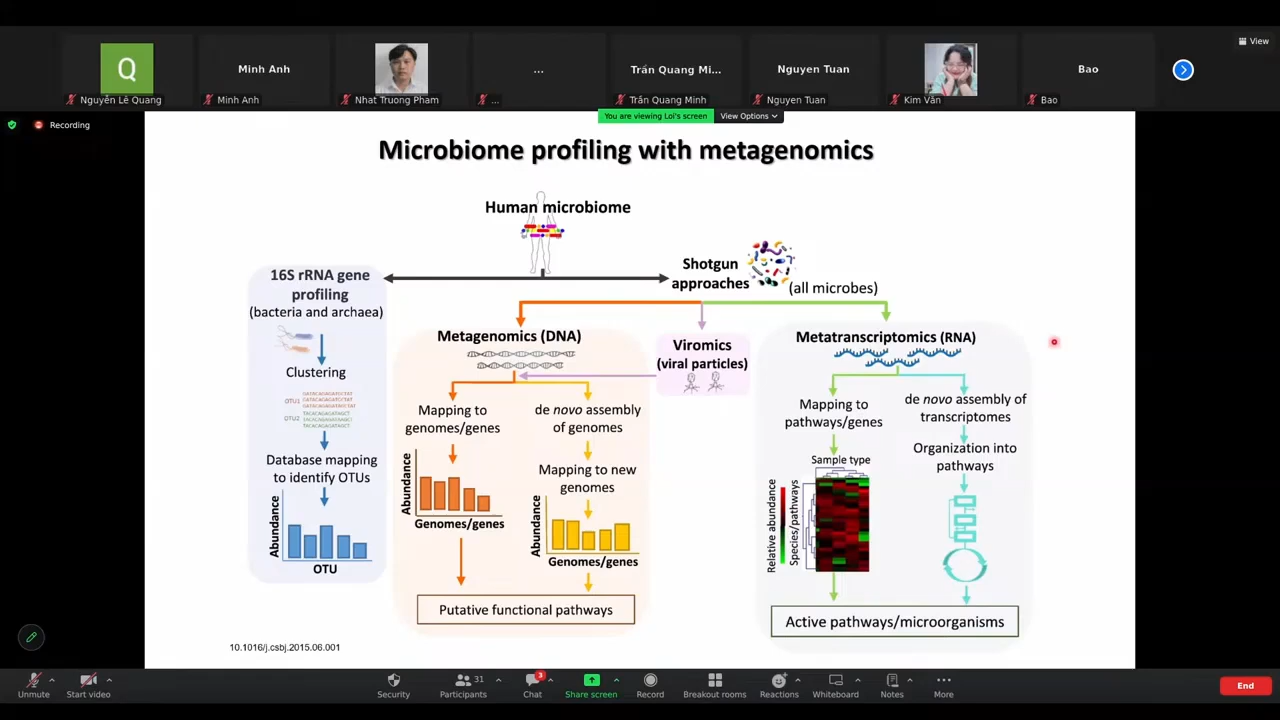 View
Q
Minh Anh
...
Trần Quang Mi...
Nguyen Tuan
Bao
Nguyễn Lê Quang
Minh Anh
Nhat Truong Pham
...
Trần Quang Minh
Nguyen Tuan
Kim Vân
Bao
Recording
You are viewing Loi's screen
View Options
Microbiome profiling with metagenomics
Human microbiome
16S rRNA gene
profiling
(bacteria and archaea)
Clustering
OTU1
GATACAGAGATCCTAT
OTU2
Database mapping
to identify OTUs
Abundance
OTU
Shotgun
approaches
(all microbes)
Metagenomics (DNA)
Mapping to
genomes/genes
Abundance
Genomes/genes
de novo assembly
of genomes
Mapping to new
genomes
Abundance
Genomes/genes
Putative functional pathways
Viromics
(viral particles)
Metatranscriptomics (RNA)
Mapping to
pathways/genes
Sample type
Relative abundance
Species/pathways
de novo assembly of
transcriptomes
Organization into
pathways
Active pathways/microorganisms
10.1016/j.csbj.2015.06.001
Unmute
Start video
Security
Participants
31
Chat
3
Share screen
Record
Breakout rooms
Reactions
Whiteboard
Notes
More
End